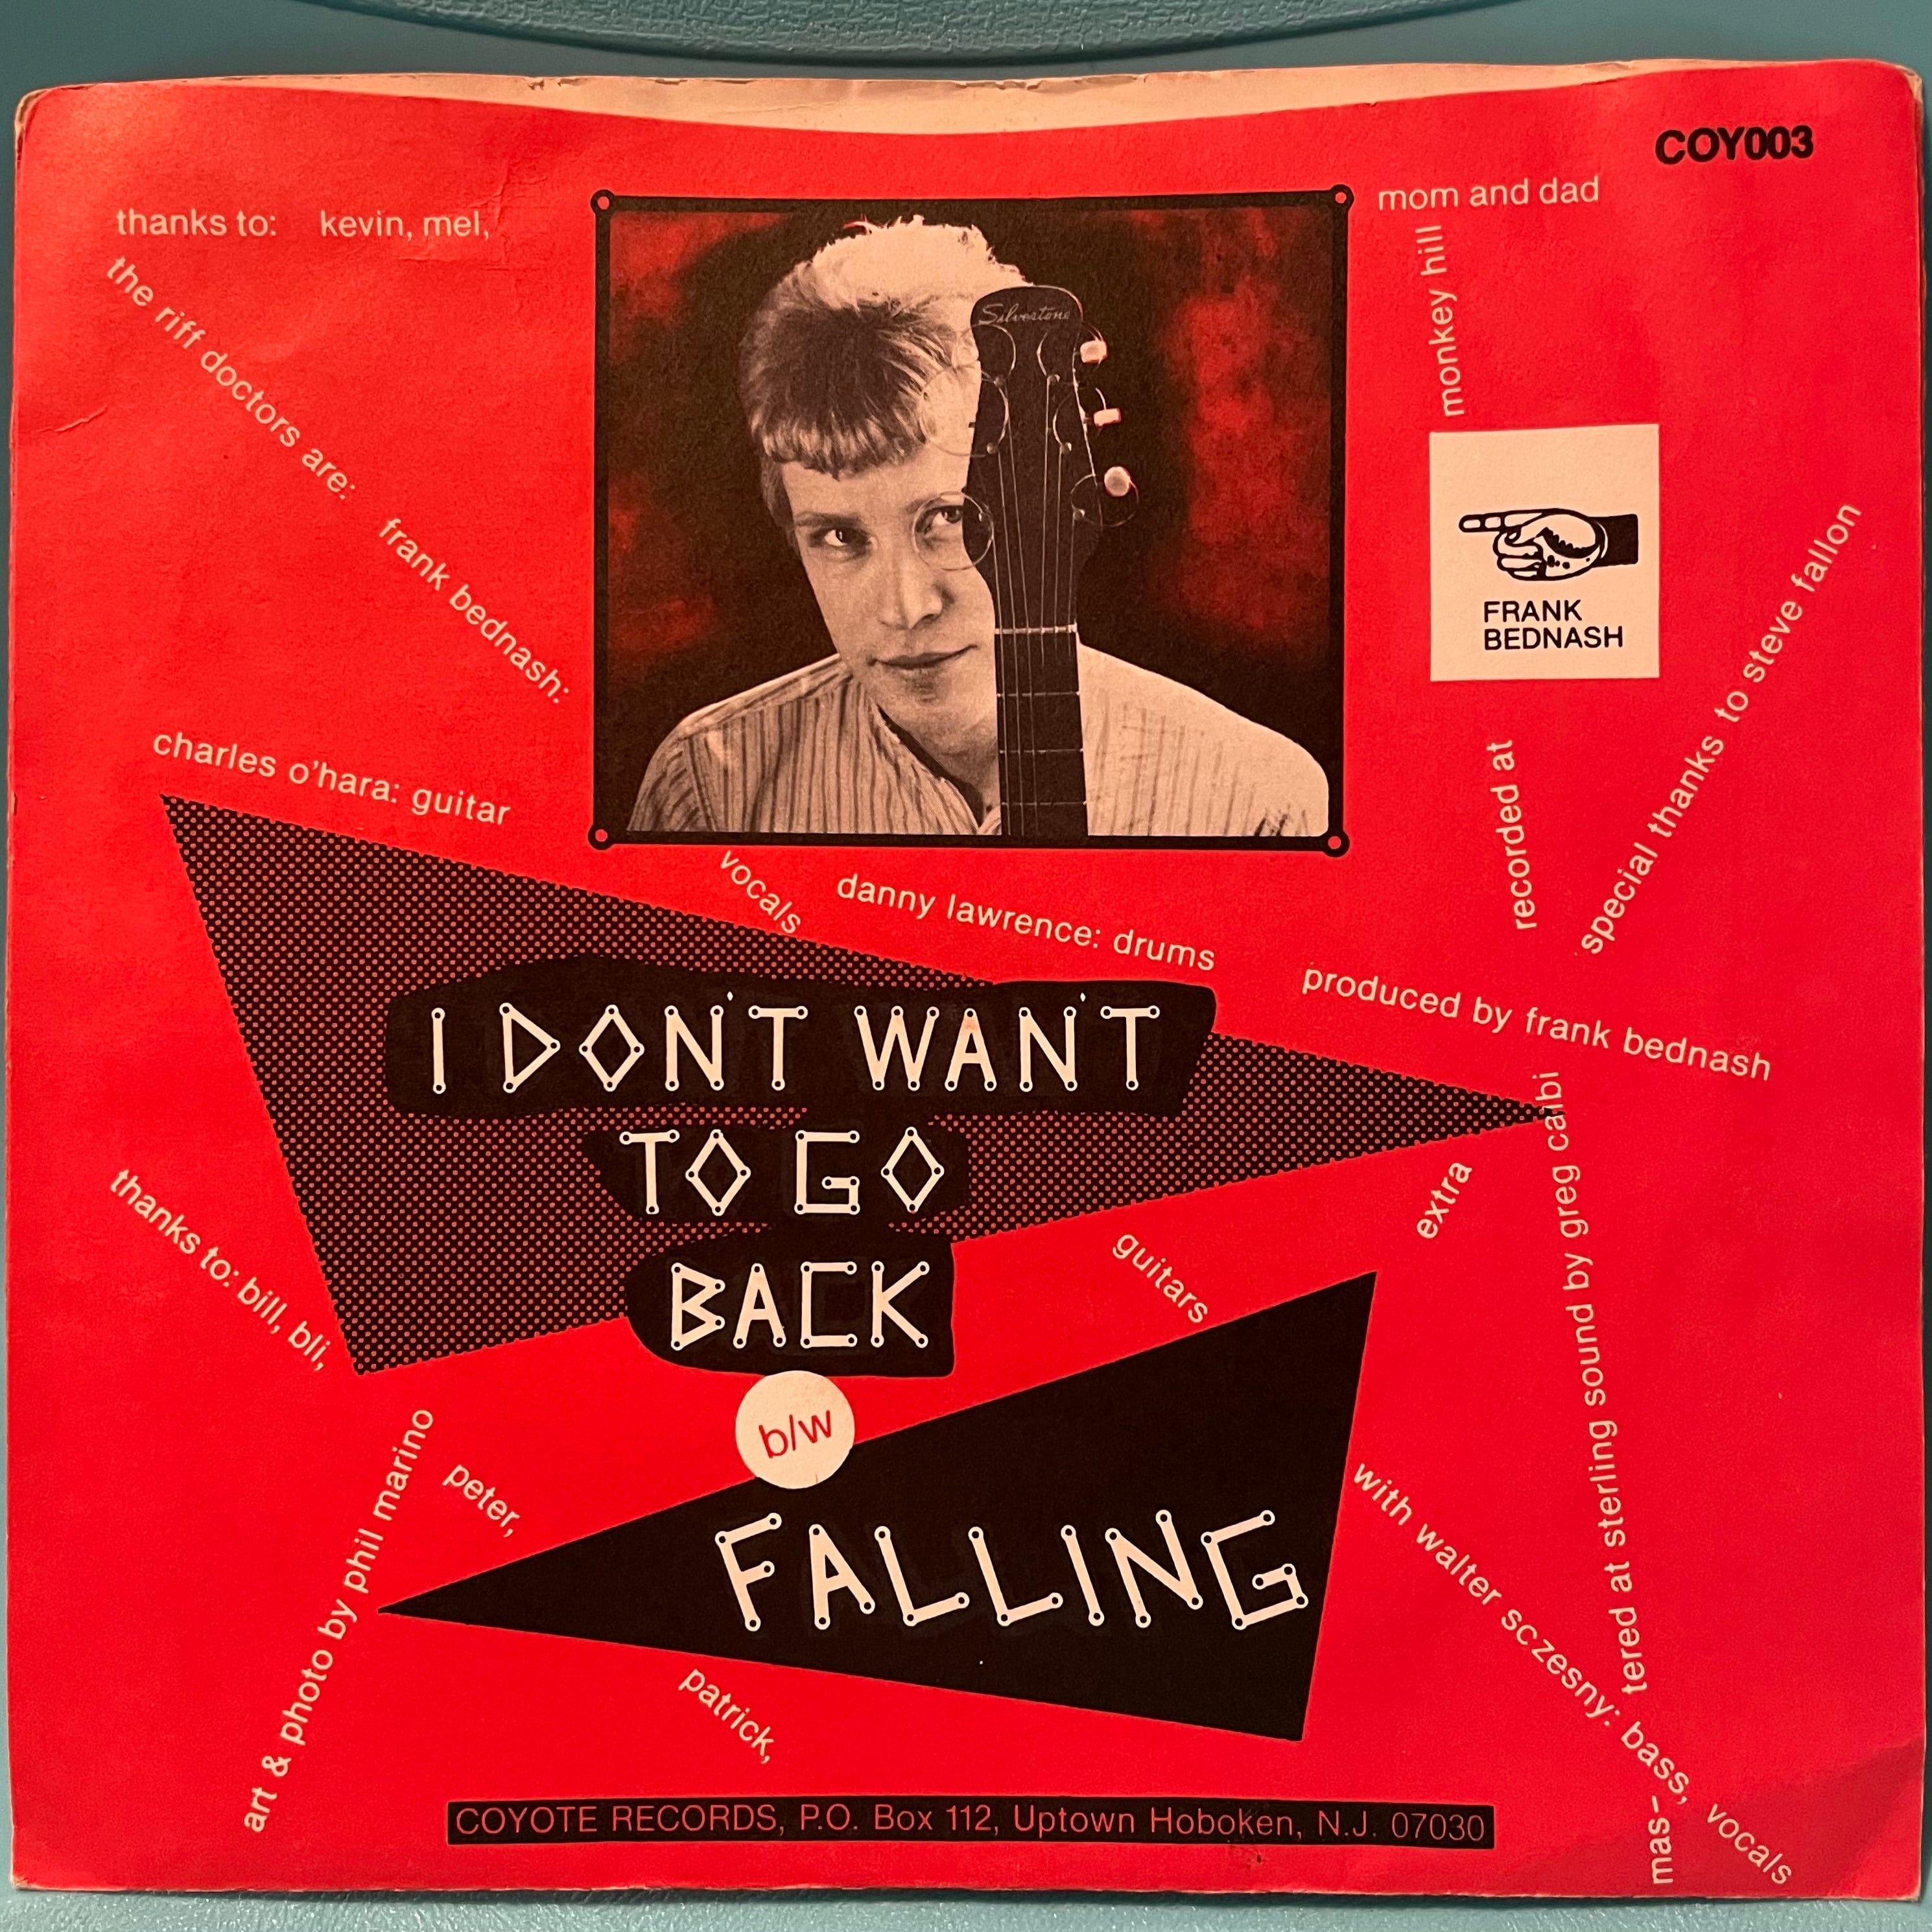 COY003
thanks to: kevin, mel,
mom and dad
the riff doctors are:
monkey hill
Silvertone
frank bednash:
FRANK
BEDNASH
special thanks to steve fallon
charles o'hara: guitar
recorded at
vocals
danny lawrence: drums
produced by frank bednash
I DON'T WAN'T
TO GO
BACK
extra
guitars
thanks to: bill, bli,
b/w
FALLING
art & photo by phil marino
peter,
patrick,
with walter sczesny: bass, vocals
mas-
tered at sterling sound by greg calbi
COYOTE RECORDS, P.O. Box 112, Uptown Hoboken, N.J. 07030